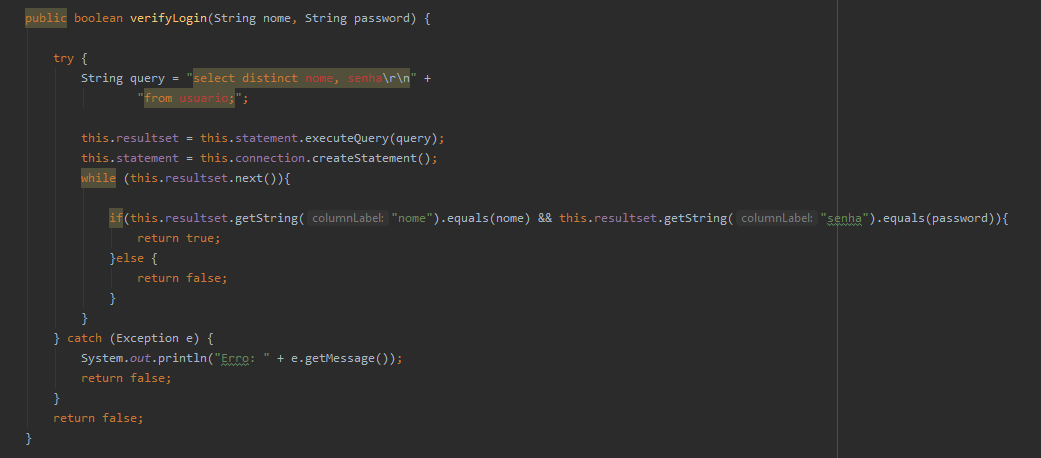 public boolean verifyLogin(String nome, String password) {
try {
String query = "select distinct nome, senha\r\n" +
"from usuario;";
this.resultset = this.statement.executeQuery(query);
this.statement = this.connection.createStatement();
while (this.resultset.next()){
if(this.resultset.getString( columnLabel: "nome").equals(nome) && this.resultset.getString( columnLabel: "senha").equals(password)){
return true;
}else {
return false;
}
}
} catch (Exception e) {
System.out.println("Erro: " + e.getMessage());
return false;
}
return false;
}